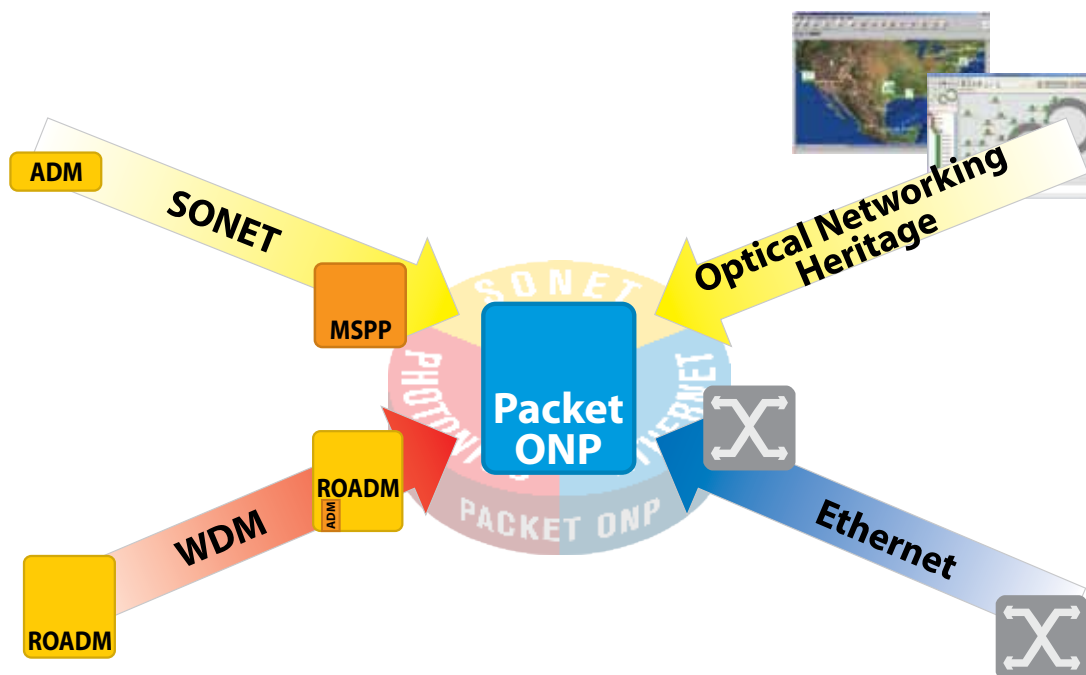 ADM
SONET
Optical Networking
Heritage
MSPP
SONET
PHOTONICS
ETHERNET
Packet
ONP
PACKET ONP
ROADM
ADM
WDM
ROADM
Ethernet